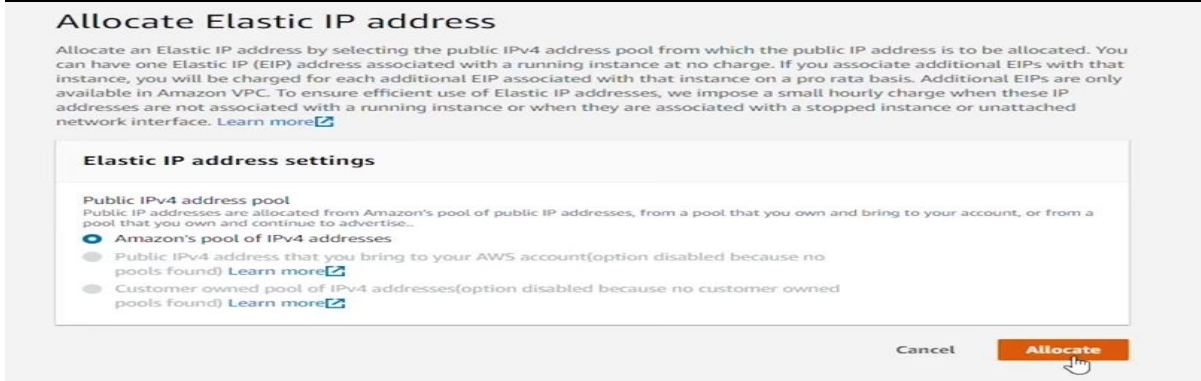 Allocate Elastic IP address
Allocate an Elastic IP address by selecting the public IPv4 address pool from which the public IP address is to be allocated. You
can have one Elastic IP (EIP) address associated with a running instance at no charge. If you associate additional EIPs with that
instance, you will be charged for each additional EIP associated with that instance on a pro rata basis. Additional EIPs are only
available in Amazon VPC. To ensure efficient use of Elastic IP addresses, we impose a small hourly charge when these IP
addresses are not associated with a running instance or when they are associated with a stopped instance or unattached
network interface. Learn more
Elastic IP address settings
Public IPv4 address pool
Public IP addresses are allocated from Amazon's pool of public IP addresses, from a pool that you own and bring to your account, or from a
pool that you own and continue to advertise..
Amazon's pool of IPv4 addresses
Public IPv4 address that you bring to your AWS account(option disabled because no
pools found) Learn more
Customer owned pool of IPv4 addresses(option disabled because no customer owned
pools found) Learn more
Cancel Allocate